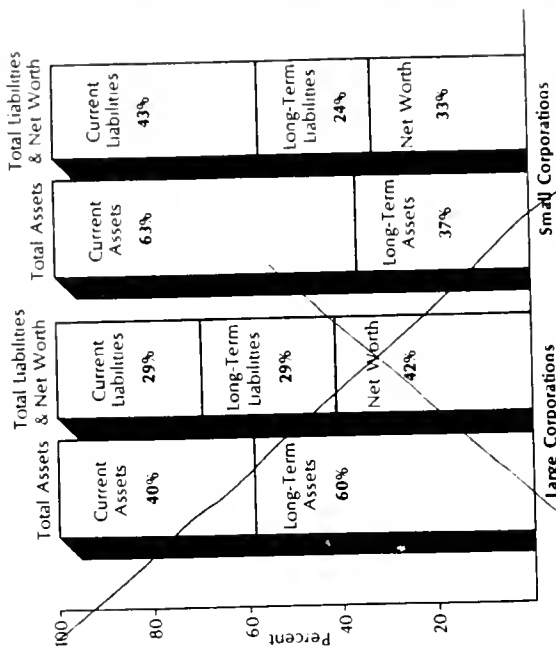 Total Assets
Current
Assets
40%
Long-Term
Assets
60%
Total Liabilities
& Net Worth
Current
Liabilities
29%
Long-Term
Liabilities
29%
Net Worth
42%
Total Assets
Current
Assets
63%
Long-Term
Assets
37%
Total Liabilities
& Net Worth
Current
Liabilities
43%
Long-Term
Liabilities
24%
Net Worth
33%
100
80
60
40
20
Percent
Large Corporations
Small Corporations